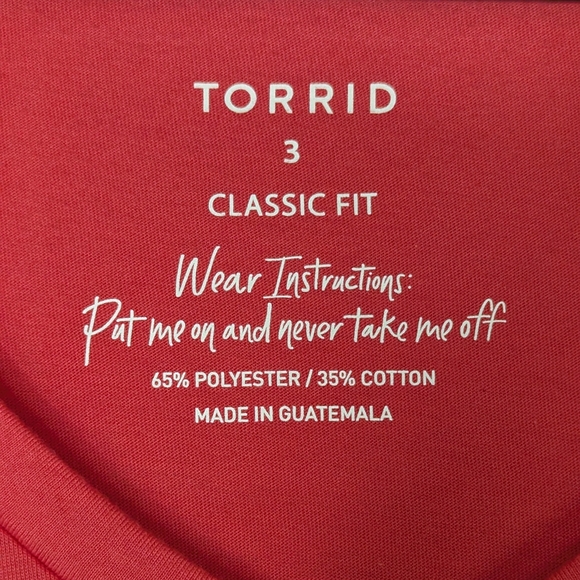 TORRID
3
CLASSIC FIT
Wear Instructions:
Put me on and never take me off
65% POLYESTER / 35% COTTON
MADE IN GUATEMALA